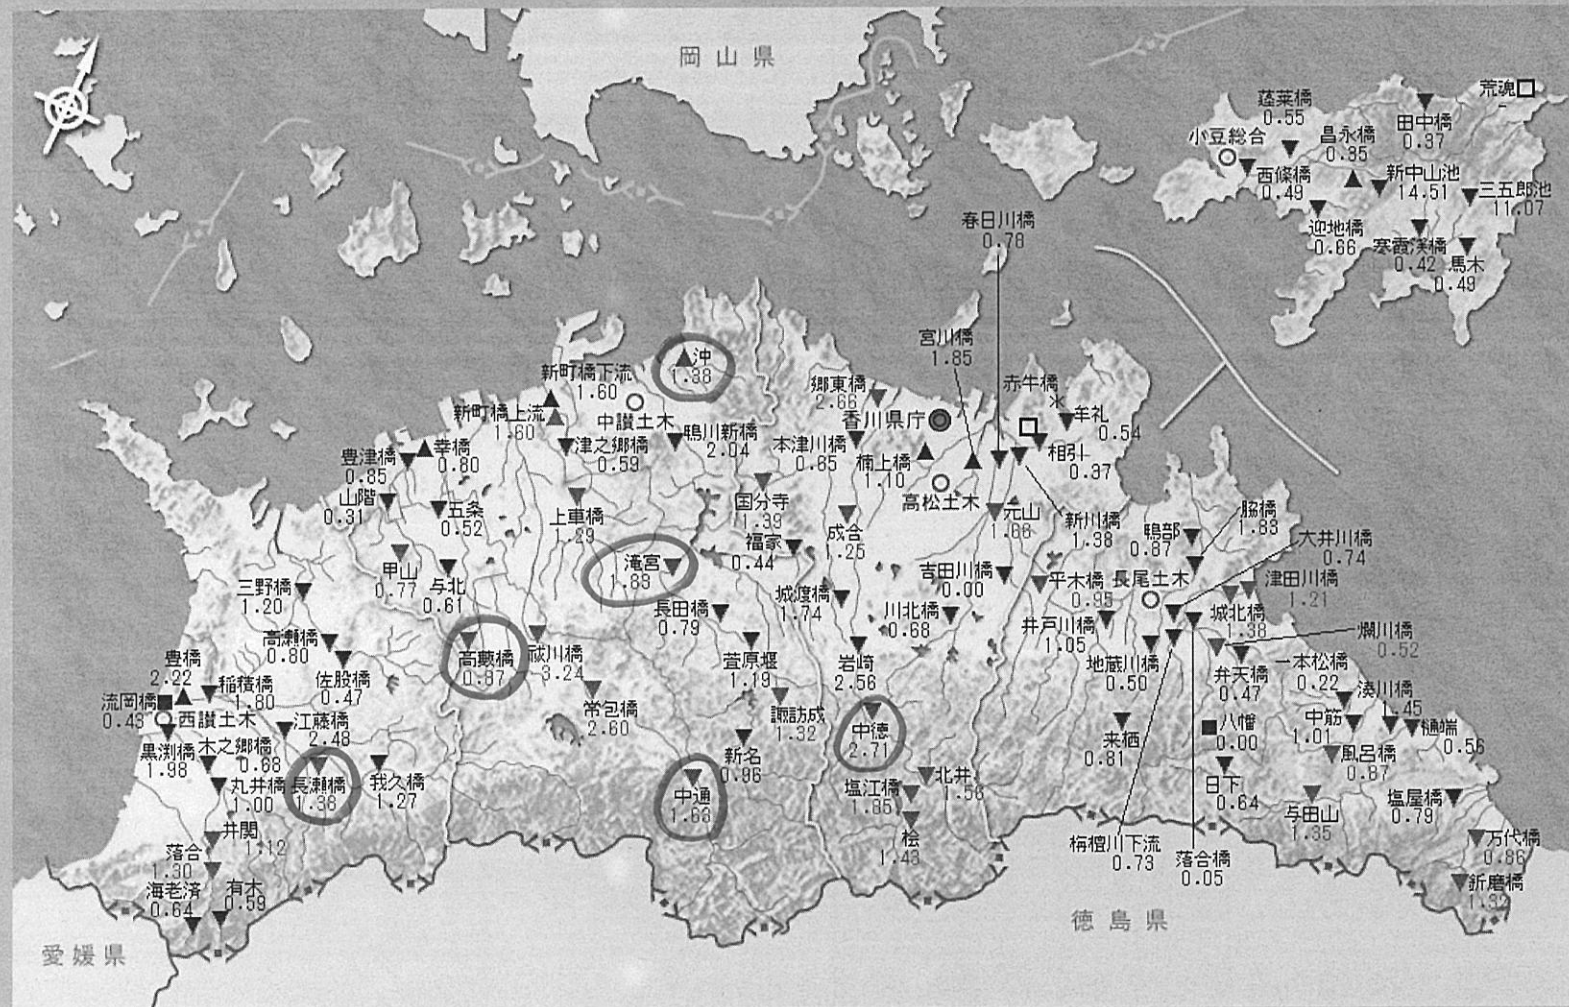 岡山県
荒魂
-
蓬莱橋
0.55
田中橋
0.37
小豆総合
昌永橋
0.35
西條橋
0.49
新中山池
14.51
三五郎池
11.07
迎地橋
0.66
寒霞渓橋
0.42
馬木
0.49
春日川橋
0.78
宮川橋
1.85
沖
1.38
新町橋下流
1.60
郷東橋
2.66
赤牛橋
*
中讃土木
新町橋上流
1.60
香川県庁
牟礼
0.54
鴨川新橋
2.04
本津川橋
0.65
幸橋
0.80
津之郷橋
0.59
豊津橋
0.85
楠上橋
1.10
相引
0.37
高松土木
山階
0.31
五条
0.52
上車橋
1.29
国分寺
1.39
成合
1.25
元山
1.66
新川橋
1.38
脇橋
1.83
鴨部
0.87
大井川橋
0.74
福家
0.44
滝宮
1.88
甲山
0.77
与北
0.61
吉田川橋
0.00
平木橋
0.95
長尾土木
津田川橋
1.21
三野橋
1.20
城渡橋
1.74
長田橋
0.79
川北橋
0.68
井戸川橋
1.05
城北橋
1.38
爛川橋
0.52
高瀬橋
0.80
高藪橋
0.87
祓川橋
3.24
萱原堰
1.19
岩崎
2.56
地蔵川橋
0.50
弁天橋
0.47
一本松橋
0.22
豊橋
2.22
佐股橋
0.47
稲積橋
1.80
湊川橋
.45
流岡橋
0.43
西讃土木
江藤橋
2.48
常包橋
2.60
諏訪成
1.32
中徳
2.71
来栖
0.81
八幡
0.00
中筋
1.01
樋端
0.56
黒渕橋
1.98
木之郷橋
0.68
新名
0.96
風呂橋
0.87
丸井橋
1.00
長瀬橋
1.38
我久橋
1.27
中通
1.63
塩江橋
1.85
北井
1.56
日下
0.64
塩屋橋
0.79
与田山
1.35
井関
1.12
桧
1.43
落合
1.30
栴檀川下流
0.73
落合橋
0.05
万代橋
0.86
海老済
0.64
有木
0.59
折磨橋
1.32
徳島県
愛媛県